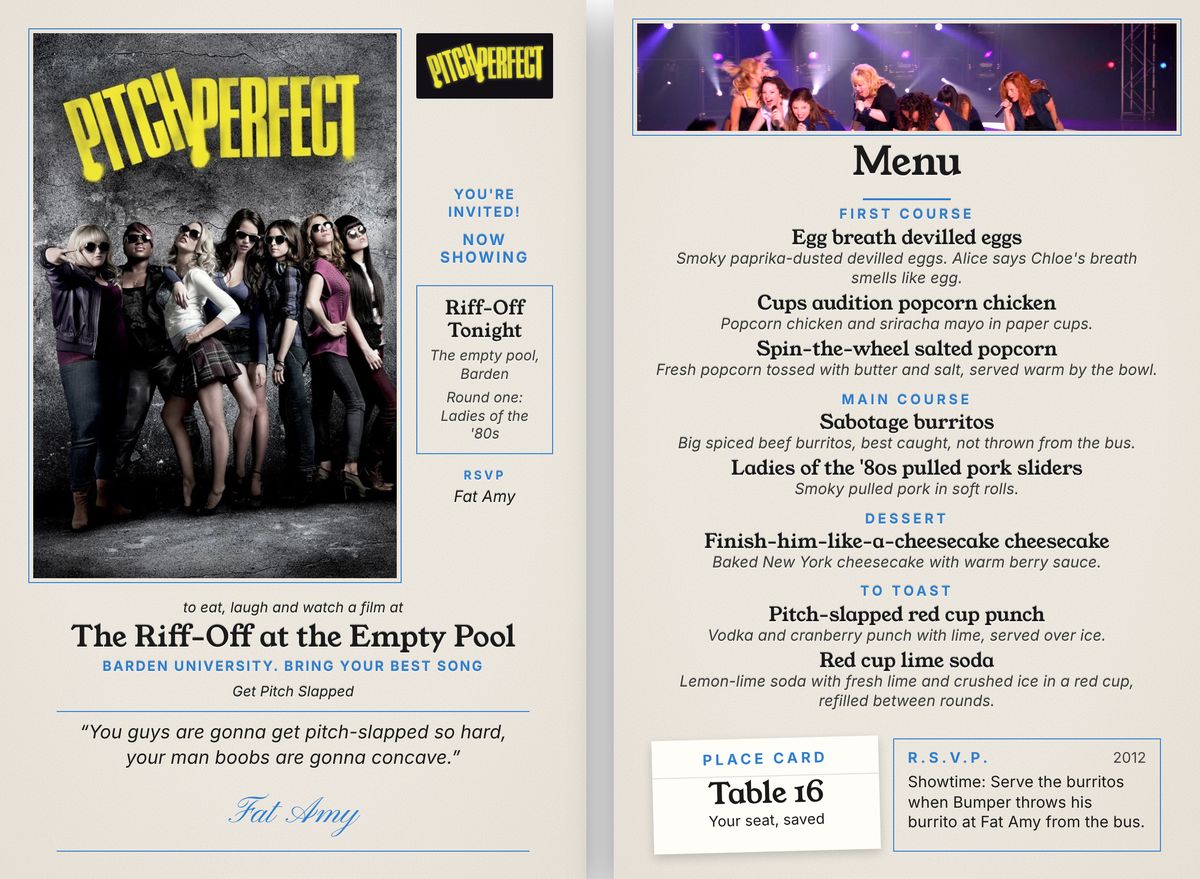 PITCH PERFECT
PITCH PERFECT
YOU'RE
INVITED!
NOW
SHOWING
Riff-Off
Tonight
The empty pool,
Barden
Round one:
Ladies of the
'80s
RSVP
Fat Amy
to eat, laugh and watch a film at
The Riff-Off at the Empty Pool
BARDEN UNIVERSITY. BRING YOUR BEST SONG
Get Pitch Slapped
“You guys are gonna get pitch-slapped so hard,
your man boobs are gonna concave.”
Fat Amy
Menu
FIRST COURSE
Egg breath devilled eggs
Smoky paprika-dusted devilled eggs. Alice says Chloe's breath
smells like egg.
Cups audition popcorn chicken
Popcorn chicken and sriracha mayo in paper cups.
Spin-the-wheel salted popcorn
Fresh popcorn tossed with butter and salt, served warm by the bowl.
MAIN COURSE
Sabotage burritos
Big spiced beef burritos, best caught, not thrown from the bus.
Ladies of the '80s pulled pork sliders
Smoky pulled pork in soft rolls.
DESSERT
Finish-him-like-a-cheesecake cheesecake
Baked New York cheesecake with warm berry sauce.
TO TOAST
Pitch-slapped red cup punch
Vodka and cranberry punch with lime, served over ice.
Red cup lime soda
Lemon-lime soda with fresh lime and crushed ice in a red cup,
refilled between rounds.
PLACE CARD
Table 16
Your seat, saved
R.S.V.P. 2012
Showtime: Serve the burritos
when Bumper throws his
burrito at Fat Amy from the bus.